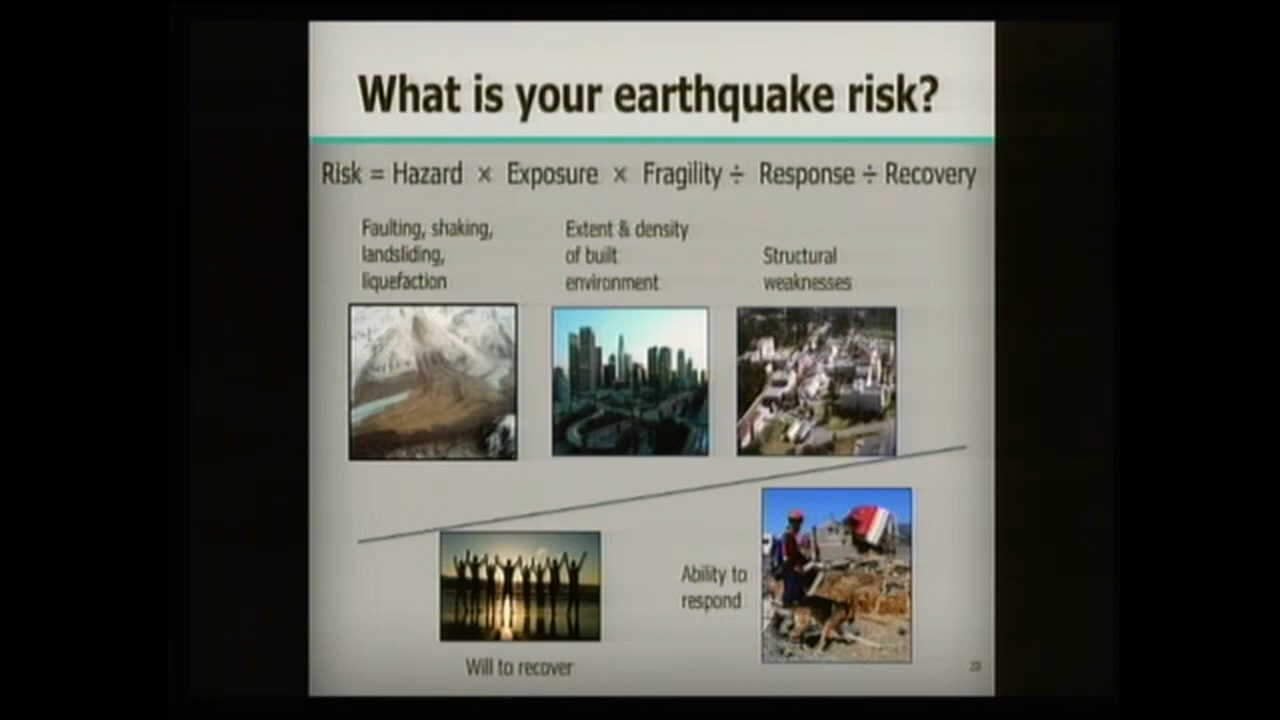 What is your earthquake risk?
Risk = Hazard × Exposure × Fragility ÷ Response ÷ Recovery
Faulting, shaking,
landsliding,
liquefaction
Extent & density
of built
environment
Structural
weaknesses
Ability to
respond
Will to recover